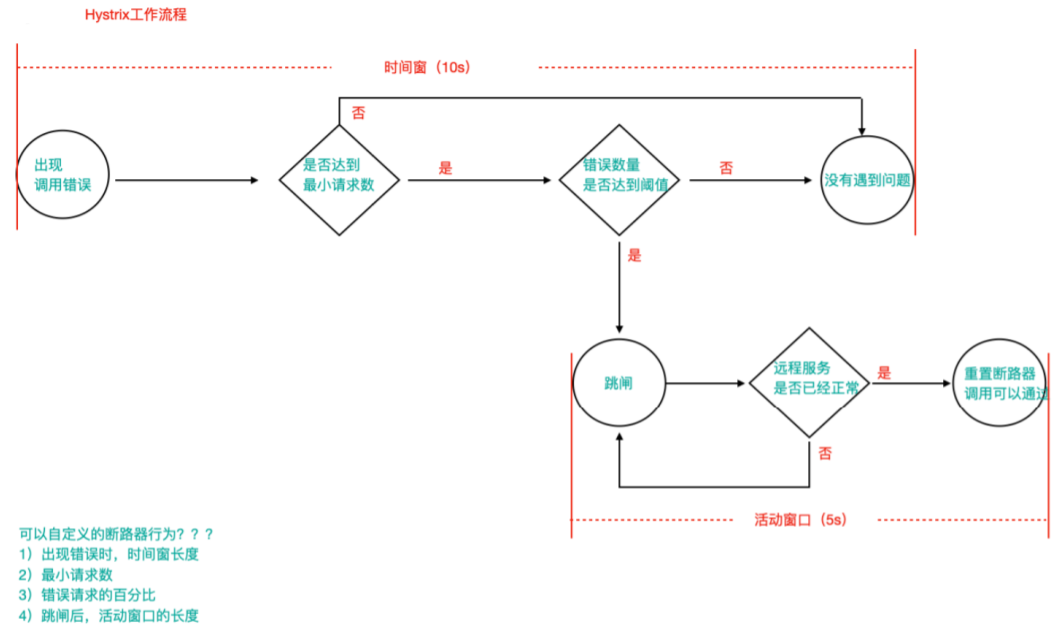 Hystrix工作流程
时间窗（10s）
否
出现
调用错误
是否达到
最小请求数
是
错误数量
是否达到阈值
否
没有遇到问题
是
跳闸
远程服务
是否已经正常
是
重置断路器
调用可以通过
否
活动窗口（5s）
可以自定义的断路器行为？？？
1）出现错误时，时间窗长度
2）最小请求数
3）错误请求的百分比
4）跳闸后，活动窗口的长度